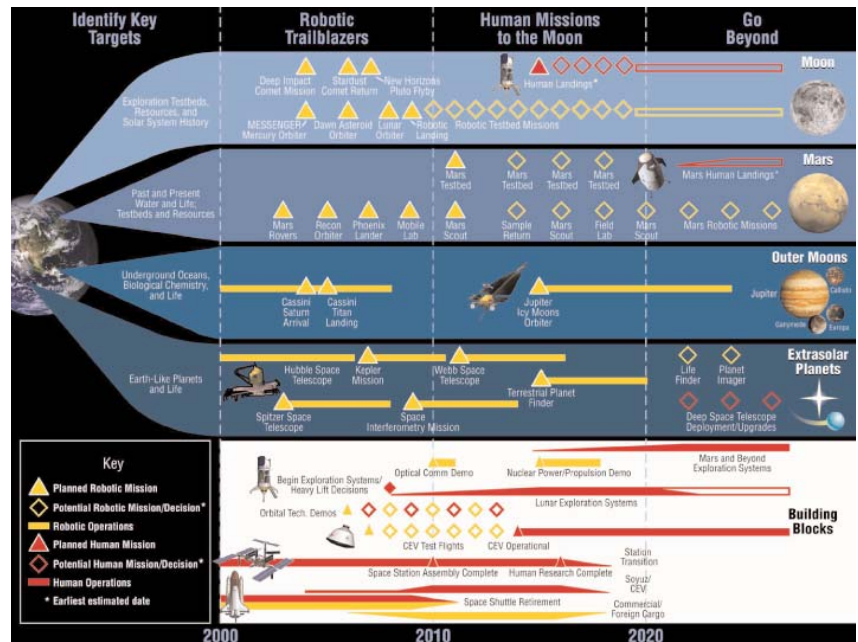 Identify Key
Targets
Robotic
Trailblazers
Human Missions
to the Moon
Go
Beyond
Moon
Exploration Testbeds,
Resources, and
Solar System History
Deep Impact
Comet Mission
Stardust
Comet Return
New Horizons
Pluto Flyby
Human Landings*
MESSENGER
Mercury Orbiter
Dawn Asteroid
Orbiter
Lunar
Orbiter
Robotic
Landing
Robotic Testbed Missions
Mars
Past and Present
Water and Life;
Testbeds and Resources
Mars
Testbed
Mars
Testbed
Mars
Testbed
Mars
Testbed
Mars Human Landings*
Mars
Rovers
Recon
Orbiter
Phoenix
Lander
Mobile
Lab
Mars
Scout
Sample
Return
Mars
Scout
Field
Lab
Mars
Scout
Mars Robotic Missions
Outer Moons
Underground Oceans,
Biological Chemistry,
and Life
Cassini
Saturn
Arrival
Cassini
Titan
Landing
Jupiter
Icy Moons
Orbiter
Jupiter
Callisto
Ganymede
Europa
Extrasolar
Planets
Earth-Like Planets
and Life
Hubble Space
Telescope
Kepler
Mission
Webb Space
Telescope
Terrestrial Planet
Finder
Life
Finder
Planet
Imager
Spitzer Space
Telescope
Space
Interferometry Mission
Deep Space Telescope
Deployment/Upgrades
Key
Planned Robotic Mission
Potential Robotic Mission/Decision*
Robotic Operations
Planned Human Mission
Potential Human Mission/Decision*
Human Operations
* Earliest estimated date
Building
Blocks
Optical Comm Demo
Nuclear Power/Propulsion Demo
Mars and Beyond
Exploration Systems
Begin Exploration Systems/
Heavy Lift Decisions
Lunar Exploration Systems
Orbital Tech. Demos
CEV Test Flights
CEV Operational
Station
Transition
Space Station Assembly Complete
Human Research Complete
Soyuz/
CEV
Space Shuttle Retirement
Commercial/
Foreign Cargo
2000
2010
2020